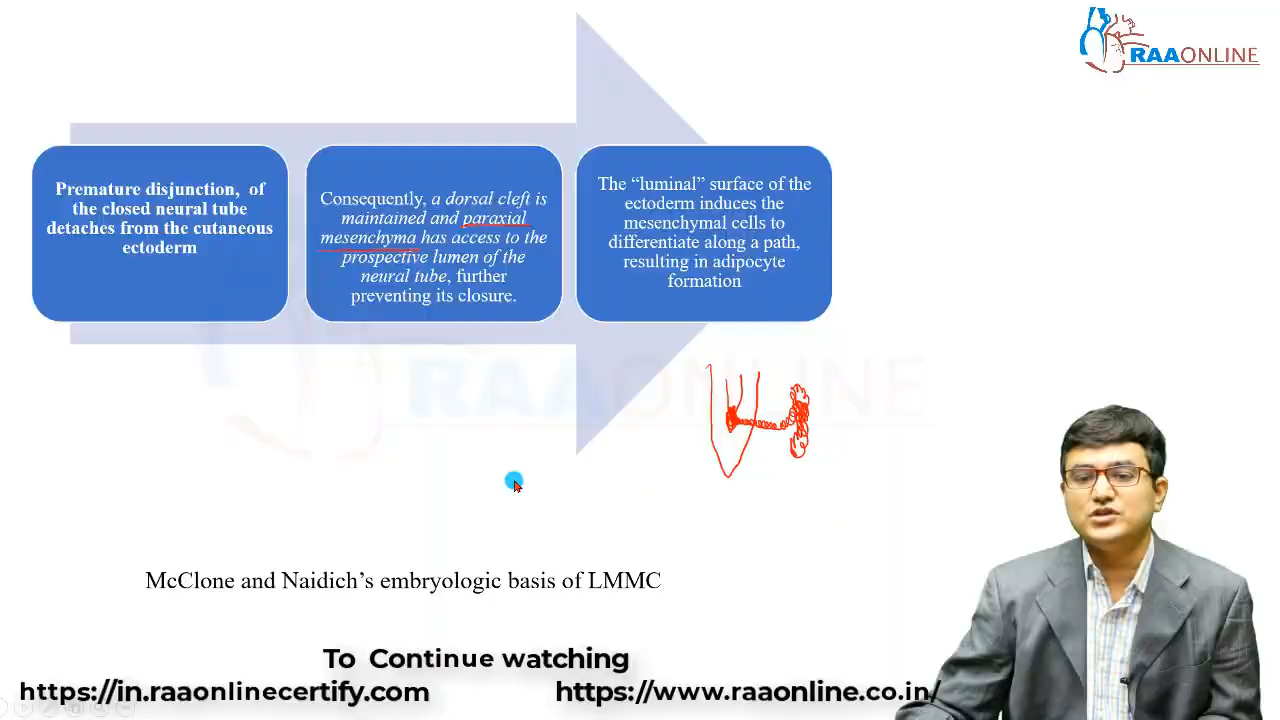 RAAONLINE
Premature disjunction, of
the closed neural tube
detaches from the cutaneous
ectoderm
Consequently, a dorsal cleft is
maintained and paraxial
mesenchyma has access to the
prospective lumen of the
neural tube, further
preventing its closure.
The “luminal” surface of the
ectoderm induces the
mesenchymal cells to
differentiate along a path,
resulting in adipocyte
formation
RAAONLINE
McClone and Naidich’s embryologic basis of LMMC
To Continue watching
https://in.raaonlinecertify.com https://www.raaonline.co.in/